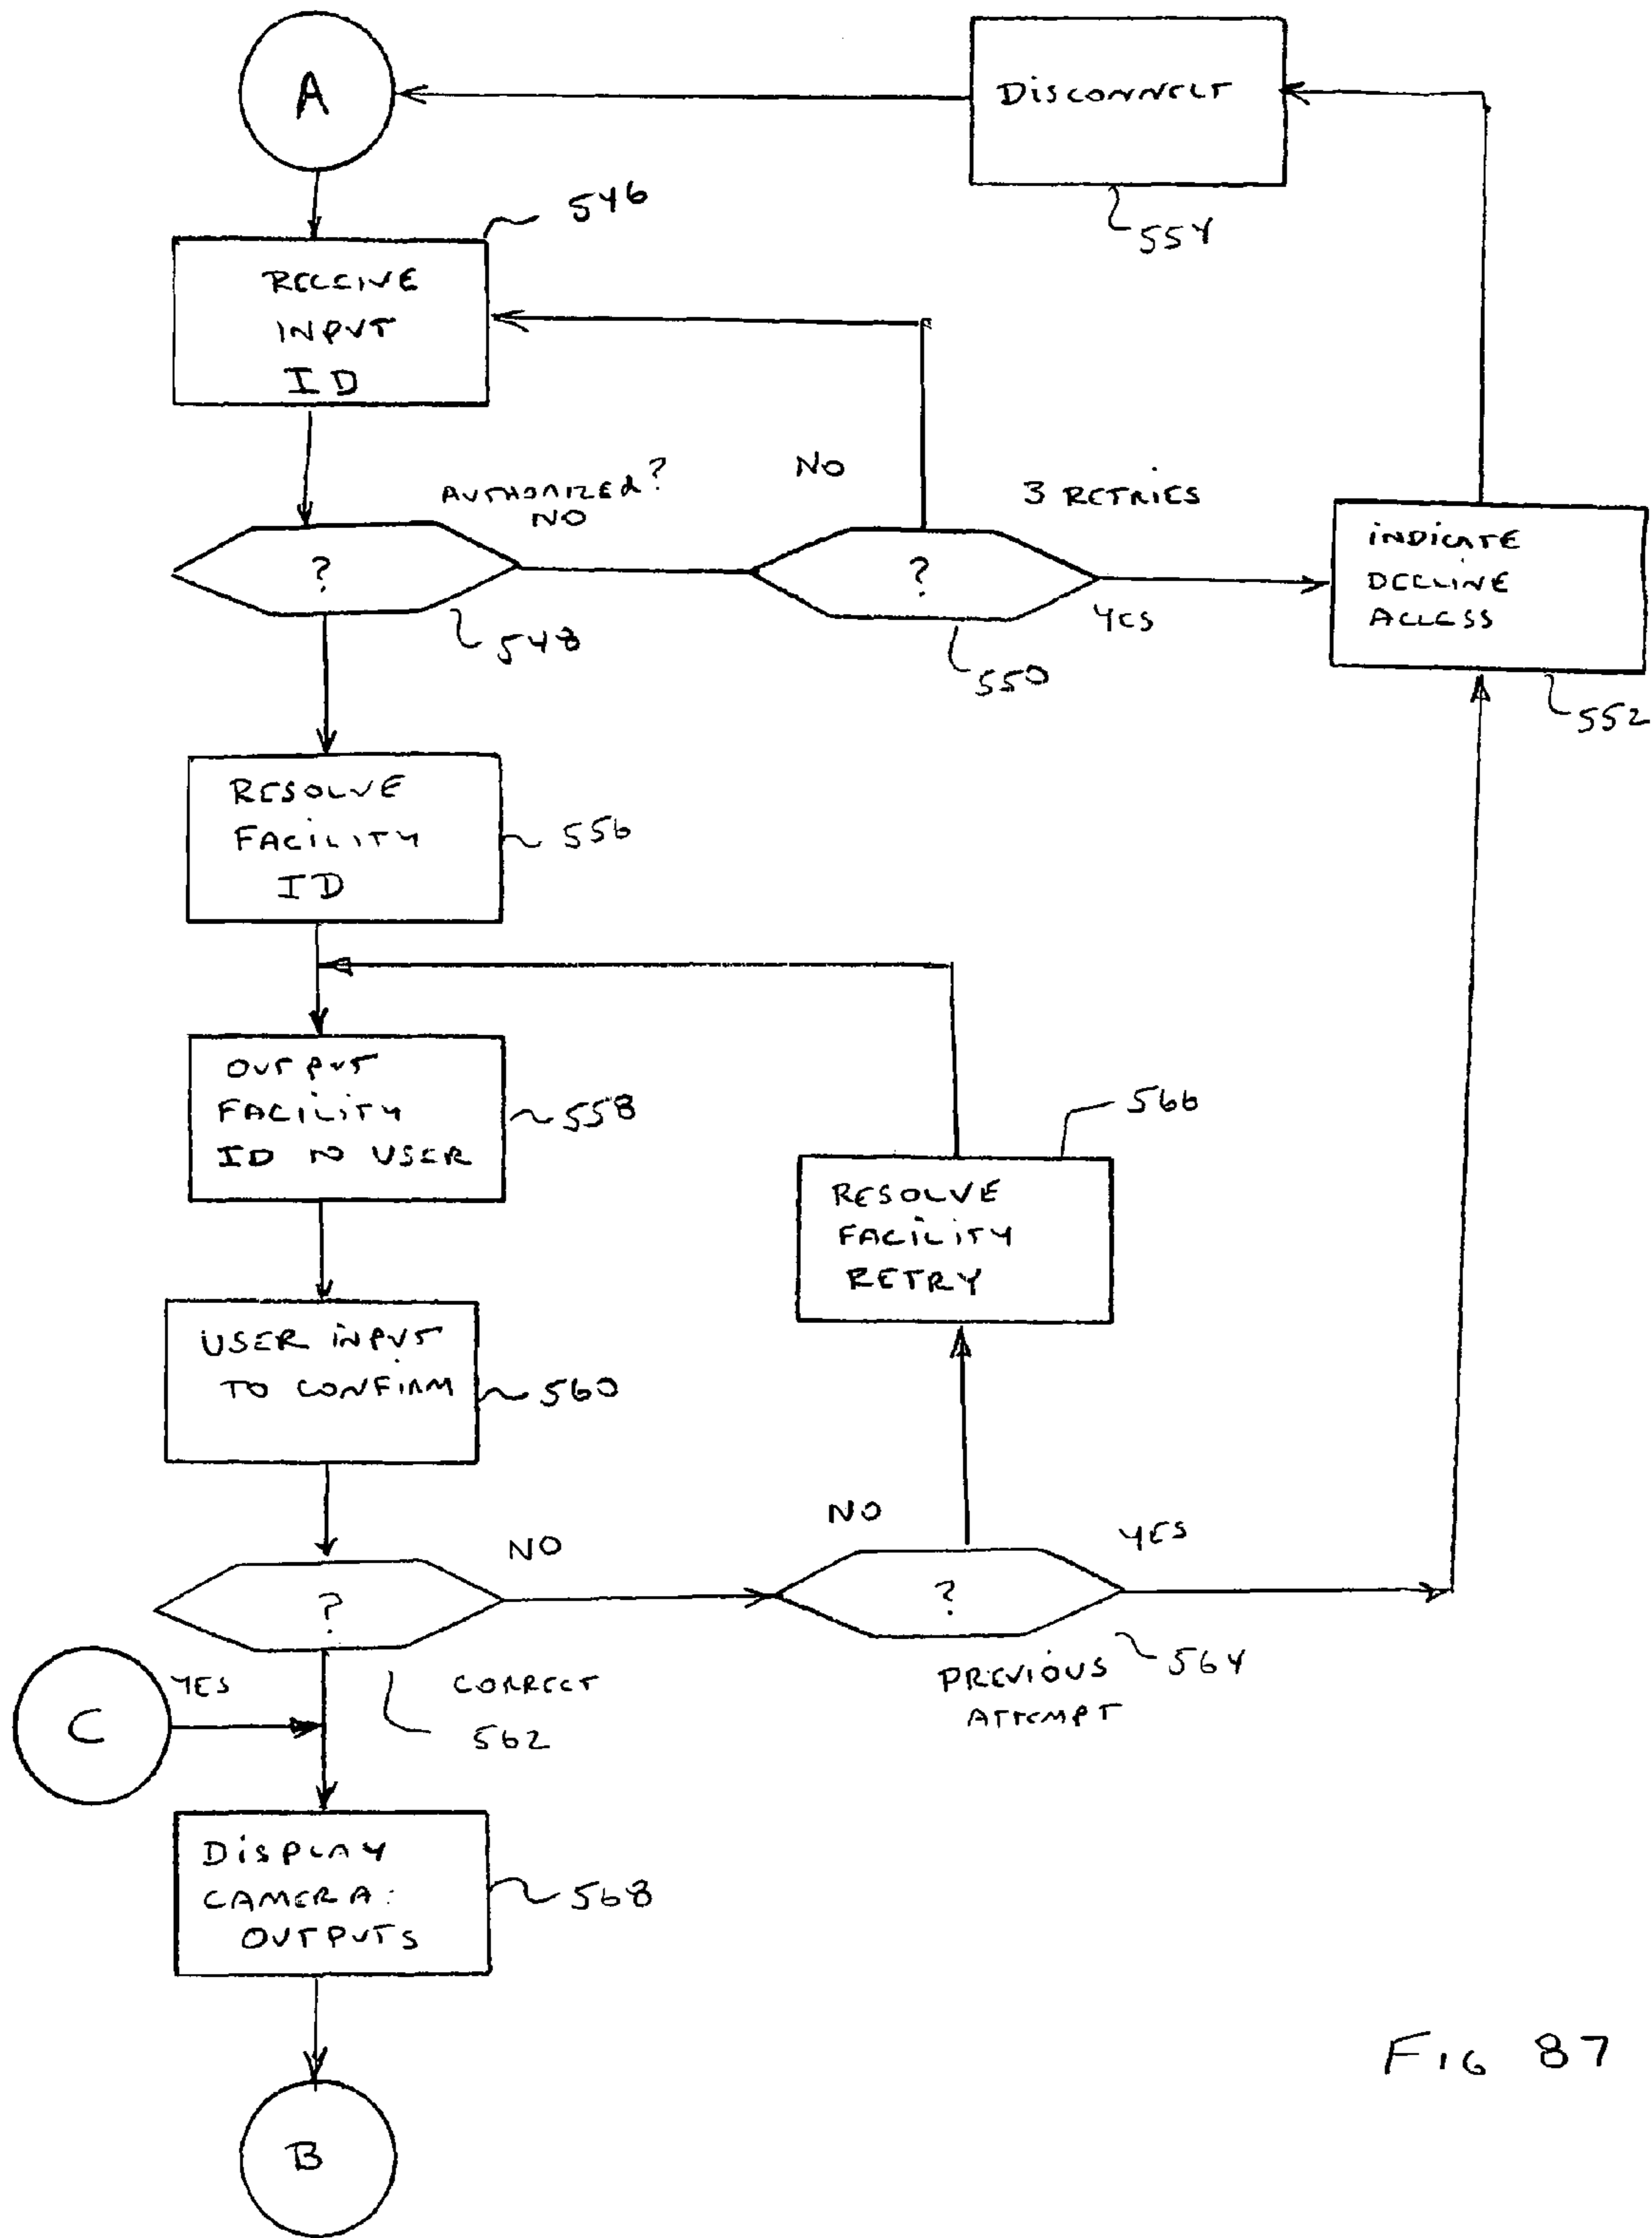 A
DISCONNECT
554
546
RECEIVE
INPUT
ID
AUTHORIZED?
NO
NO
3 RETRIES
?
?
YES
INDICATE
DECLINE
ACCESS
548
550
552
RESOLVE
FACILITY
ID
556
OUTPUT
FACILITY
ID TO USER
558
566
RESOLVE
FACILITY
RETRY
USER INPUT
TO CONFIRM
560
NO
NO
YES
?
?
564
PREVIOUS
ATTEMPT
YES
C
CORRECT
562
DISPLAY
CAMERA:
OUTPUTS
568
B
FIG 87